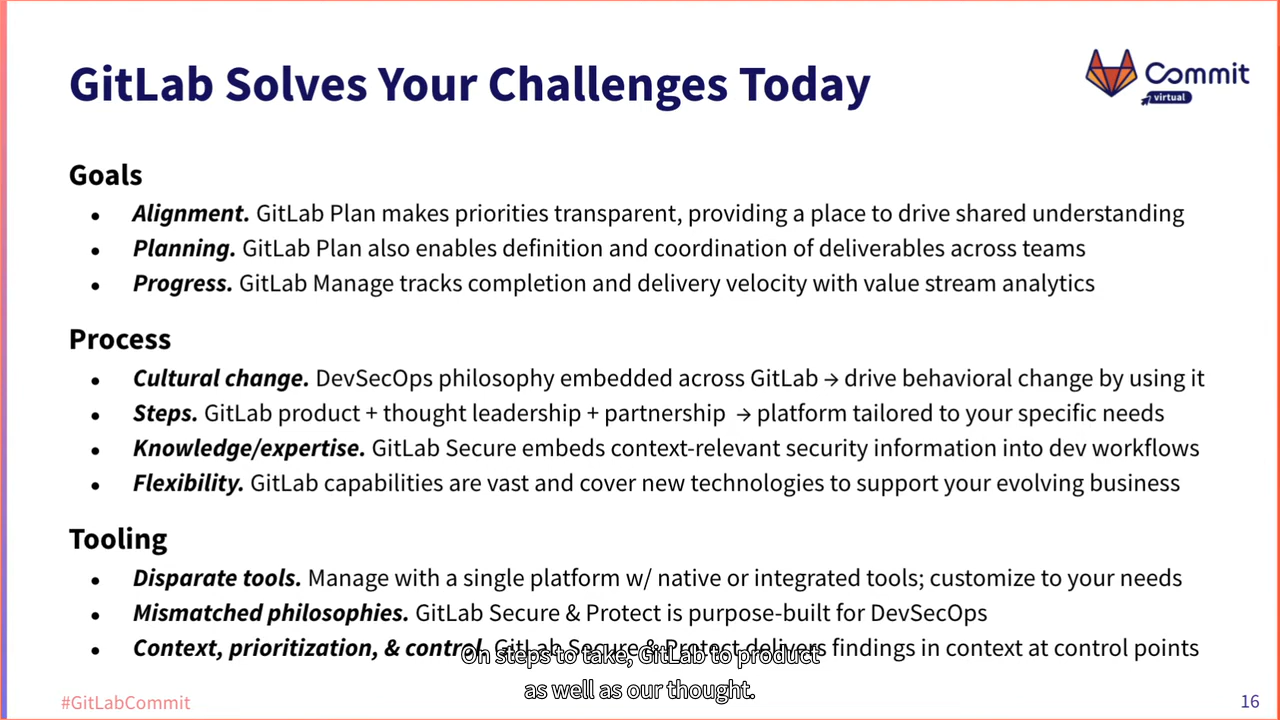 GitLab Solves Your Challenges Today
Commit
virtual
Goals
• Alignment. GitLab Plan makes priorities transparent, providing a place to drive shared understanding
• Planning. GitLab Plan also enables definition and coordination of deliverables across teams
• Progress. GitLab Manage tracks completion and delivery velocity with value stream analytics
Process
• Cultural change. DevSecOps philosophy embedded across GitLab → drive behavioral change by using it
• Steps. GitLab product + thought leadership + partnership → platform tailored to your specific needs
• Knowledge/expertise. GitLab Secure embeds context-relevant security information into dev workflows
• Flexibility. GitLab capabilities are vast and cover new technologies to support your evolving business
Tooling
• Disparate tools. Manage with a single platform w/ native or integrated tools; customize to your needs
• Mismatched philosophies. GitLab Secure & Protect is purpose-built for DevSecOps
• Context, prioritization, & control. GitLab Secure & Protect delivers findings in context at control points
On steps to take, GitLab to product
as well as our thought.
#GitLabCommit
16